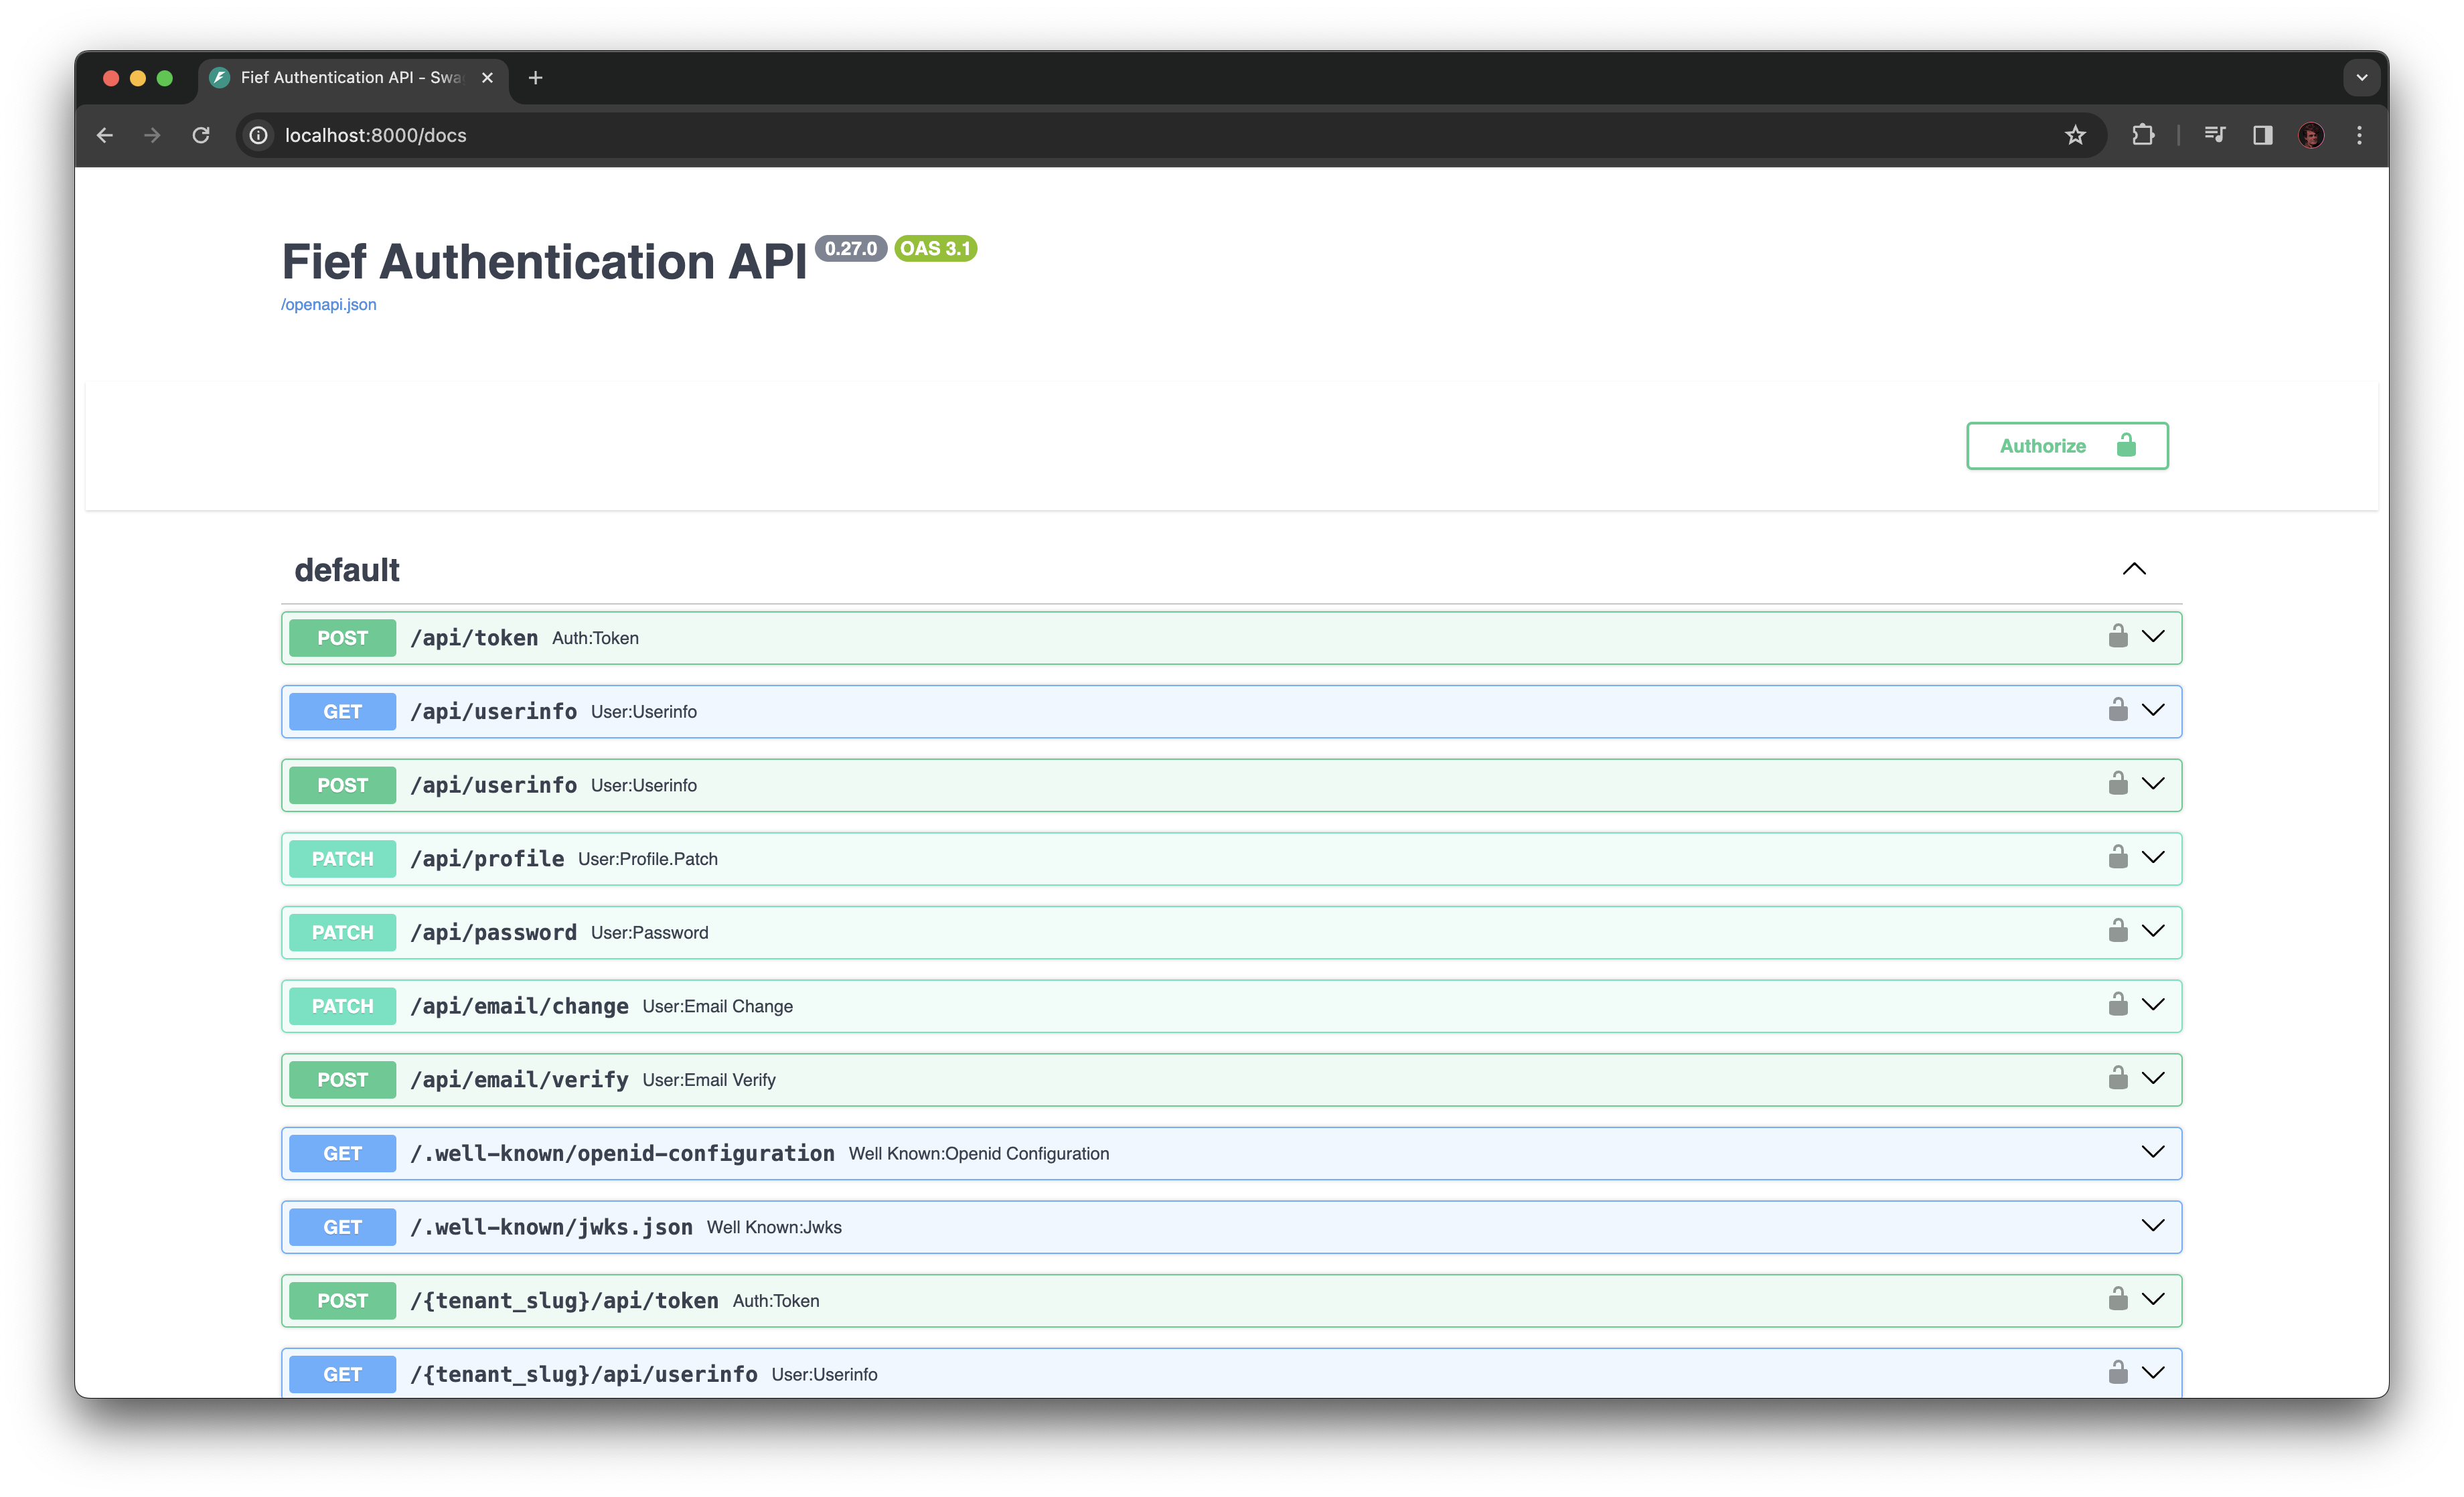 Fief Authentication API - Swa
localhost:8000/docs
Fief Authentication API 0.27.0 OAS 3.1
/openapi.json
Authorize
default
POST /api/token Auth:Token
GET /api/userinfo User:Userinfo
POST /api/userinfo User:Userinfo
PATCH /api/profile User:Profile.Patch
PATCH /api/password User:Password
PATCH /api/email/change User:Email Change
POST /api/email/verify User:Email Verify
GET /.well-known/openid-configuration Well Known:Openid Configuration
GET /.well-known/jwks.json Well Known:Jwks
POST /{tenant_slug}/api/token Auth:Token
GET /{tenant_slug}/api/userinfo User:Userinfo